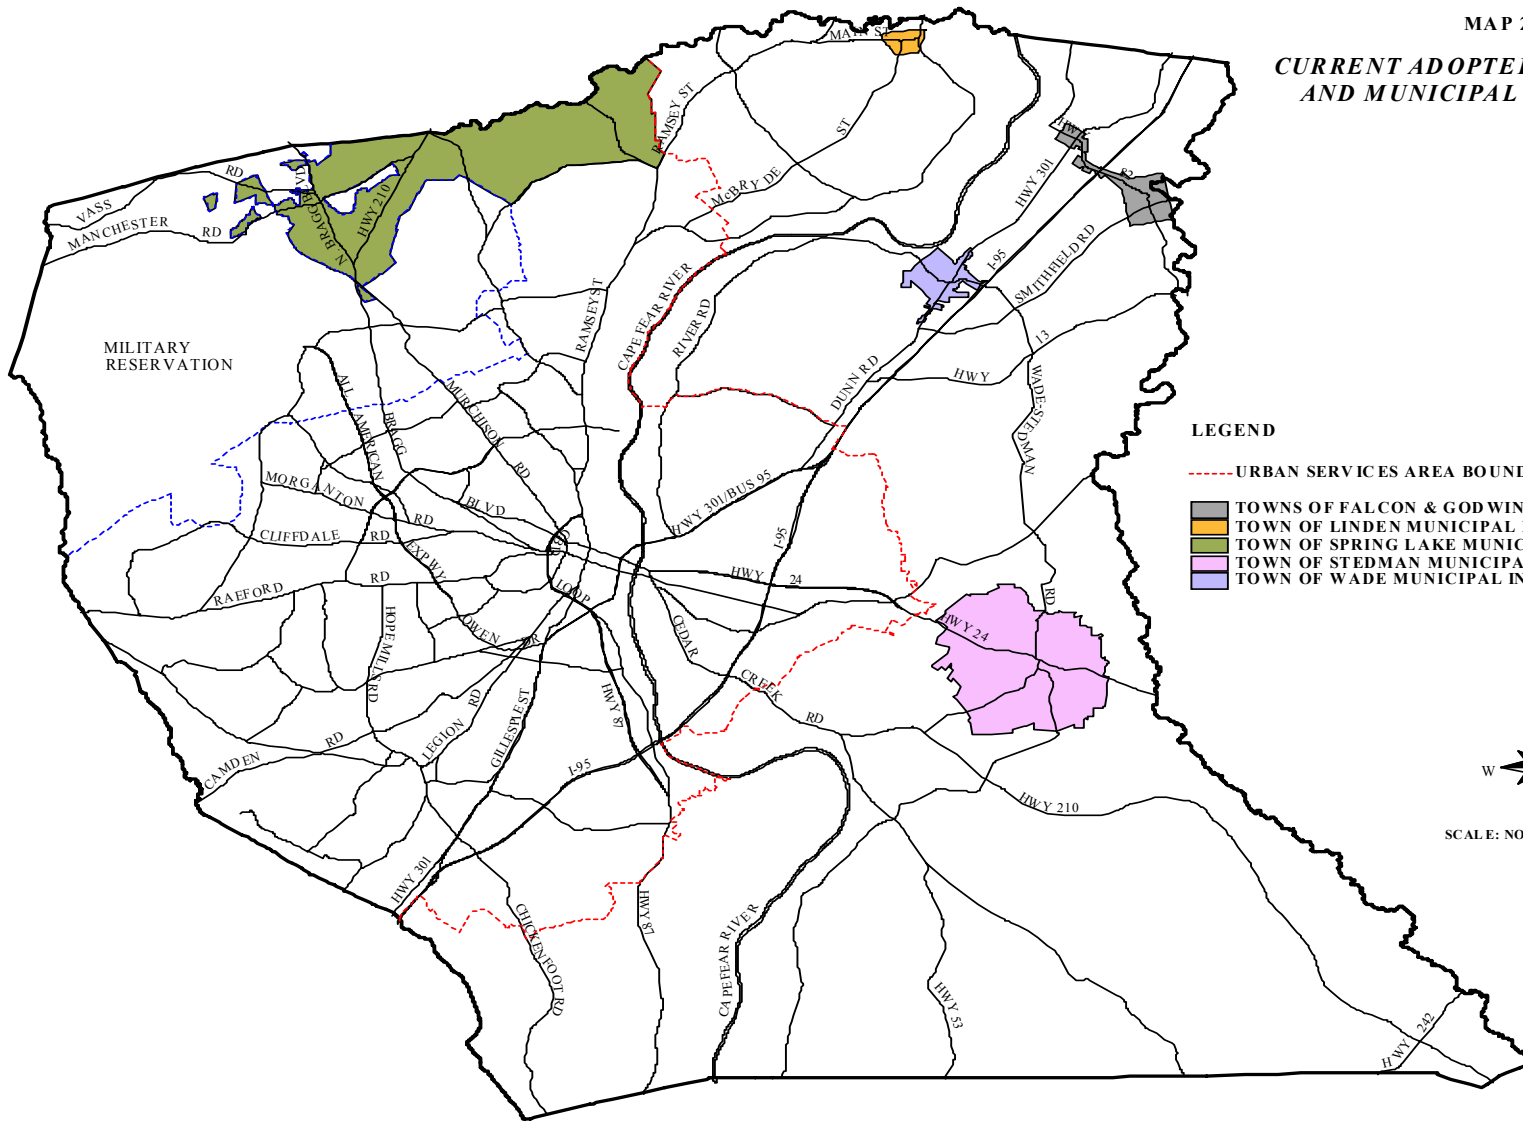 MAP 2
CURRENT ADOPTE
AND MUNICIPAL
MAIN ST
RAMSEY ST
McBRYDE ST
HWY 82
HWY 301
I-95
SMITHFIELD RD
VASS RD
MANCHESTER RD
N. BRAGG BLVD
HWY 210
CAPE FEAR RIVER
RIVER RD
RAMSEY ST
DUNN RD
HWY 13
WADE-STEDMAN RD
MILITARY
RESERVATION
ALL AMERICAN EXPWY
BRAGG BLVD
MURCHISON RD
MORGANTON RD
CLIFFDALE RD
RAEFORD RD
CBD LOOP
HWY 301/BUS 95
I-95
HWY 24
HWY 24
OWEN DR
HOPE MILLS RD
CEDAR CREEK RD
HWY 87
LEGION RD
GILLESPIE ST
CAMDEN RD
I-95
HWY 210
HWY 301
CHICKENFOOT RD
HWY 87
CAPE FEAR RIVER
HWY 53
HWY 242
LEGEND
URBAN SERVICES AREA BOUND
TOWNS OF FALCON & GODWIN
TOWN OF LINDEN MUNICIPAL
TOWN OF SPRING LAKE MUNIC
TOWN OF STEDMAN MUNICIPA
TOWN OF WADE MUNICIPAL IN
W
SCALE: NO